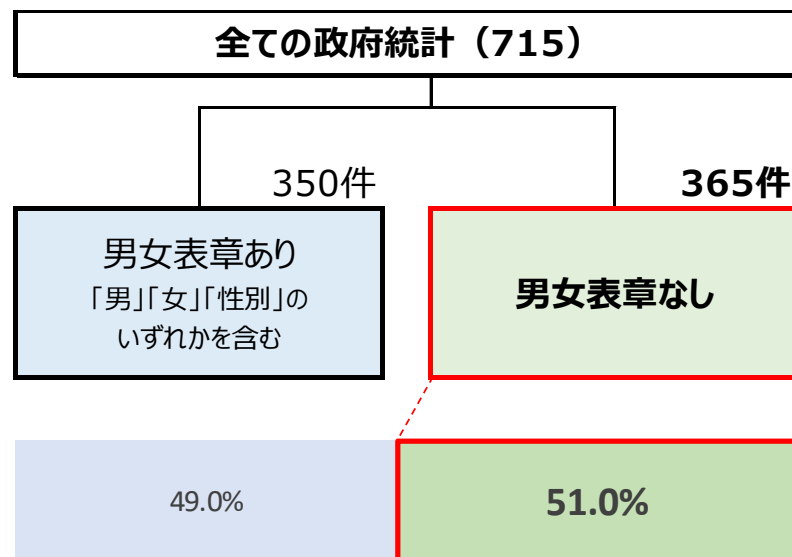 全ての政府統計（715）
350件
365件
男女表章あり
「男」「女」「性別」の
いずれかを含む
男女表章なし
49.0%
51.0%